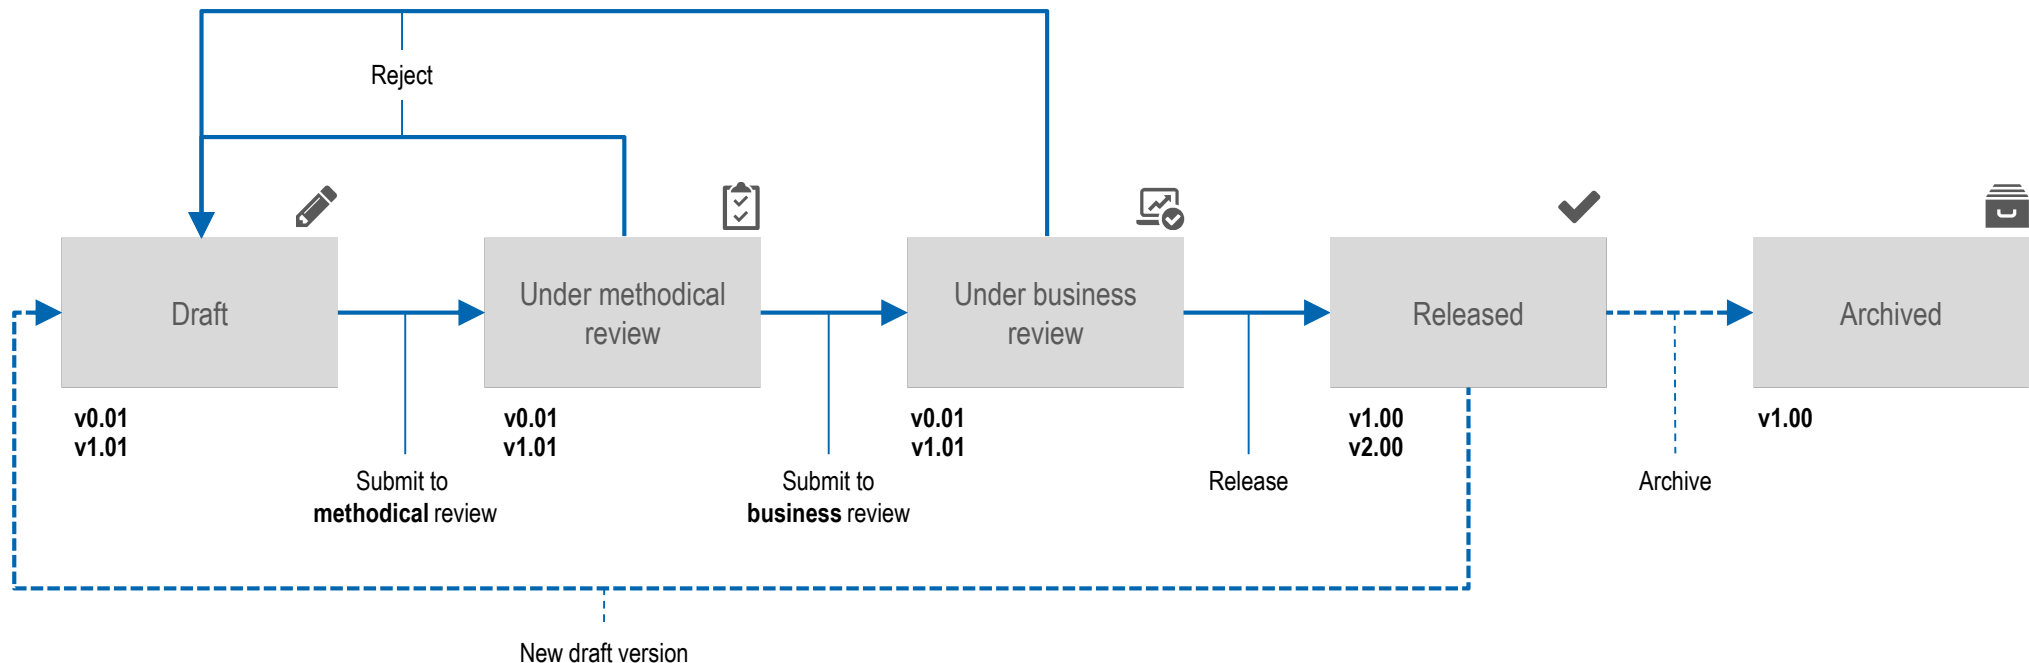 Reject
Draft
Under methodical
review
Under business
review
Released
Archived
v0.01
v1.01
v0.01
v1.01
v0.01
v1.01
v1.00
v2.00
v1.00
Submit to
methodical review
Submit to
business review
Release
Archive
New draft version